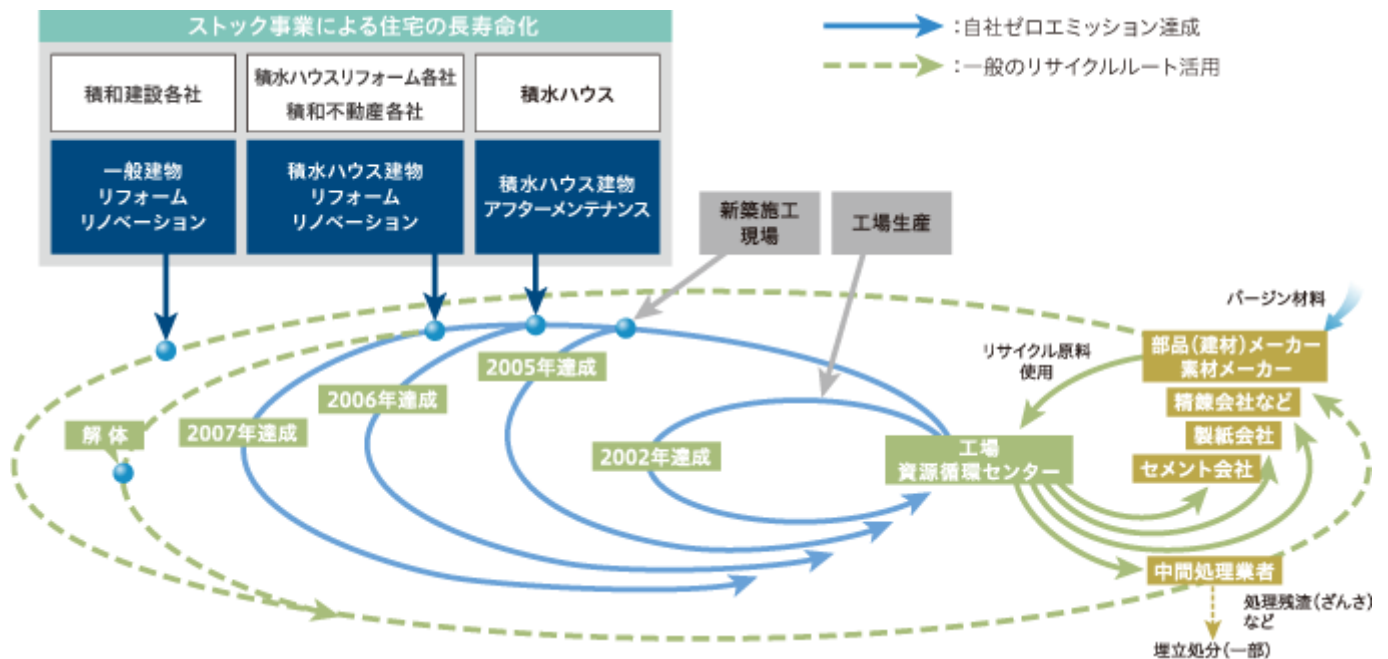 ストック事業による住宅の長寿命化
：自社ゼロエミッション達成
：一般のリサイクルルート活用
積和建設各社
積水ハウスリフォーム各社
積和不動産各社
積水ハウス
一般建物
リフォーム
リノベーション
積水ハウス建物
リフォーム
リノベーション
積水ハウス建物
アフターメンテナンス
新築施工
現場
工場生産
バージン材料
リサイクル原料
使用
部品（建材）メーカー
素材メーカー
精錬会社など
製紙会社
セメント会社
2005年達成
2006年達成
2007年達成
2002年達成
解体
工場
資源循環センター
中間処理業者
処理残渣（ざんさ）
など
埋立処分（一部）